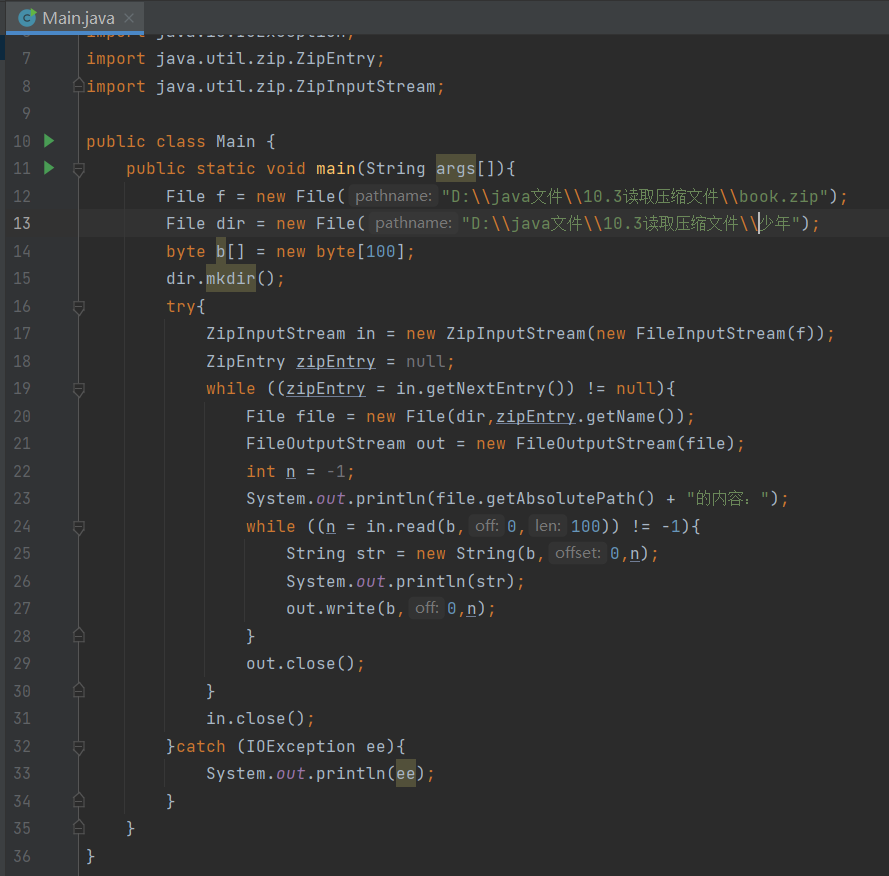 Main.java
import java.io.IOException;
7 import java.util.zip.ZipEntry;
8 import java.util.zip.ZipInputStream;
9
10 public class Main {
11 public static void main(String args[]){
12 File f = new File( pathname: "D:\\java文件\\10.3读取压缩文件\\book.zip");
13 File dir = new File( pathname: "D:\\java文件\\10.3读取压缩文件\\少年");
14 byte b[] = new byte[100];
15 dir.mkdir();
16 try{
17 ZipInputStream in = new ZipInputStream(new FileInputStream(f));
18 ZipEntry zipEntry = null;
19 while ((zipEntry = in.getNextEntry()) != null){
20 File file = new File(dir,zipEntry.getName());
21 FileOutputStream out = new FileOutputStream(file);
22 int n = -1;
23 System.out.println(file.getAbsolutePath() + "的内容：");
24 while ((n = in.read(b, off: 0, len: 100)) != -1){
25 String str = new String(b, offset: 0,n);
26 System.out.println(str);
27 out.write(b, off: 0,n);
28 }
29 out.close();
30 }
31 in.close();
32 }catch (IOException ee){
33 System.out.println(ee);
34 }
35 }
36 }